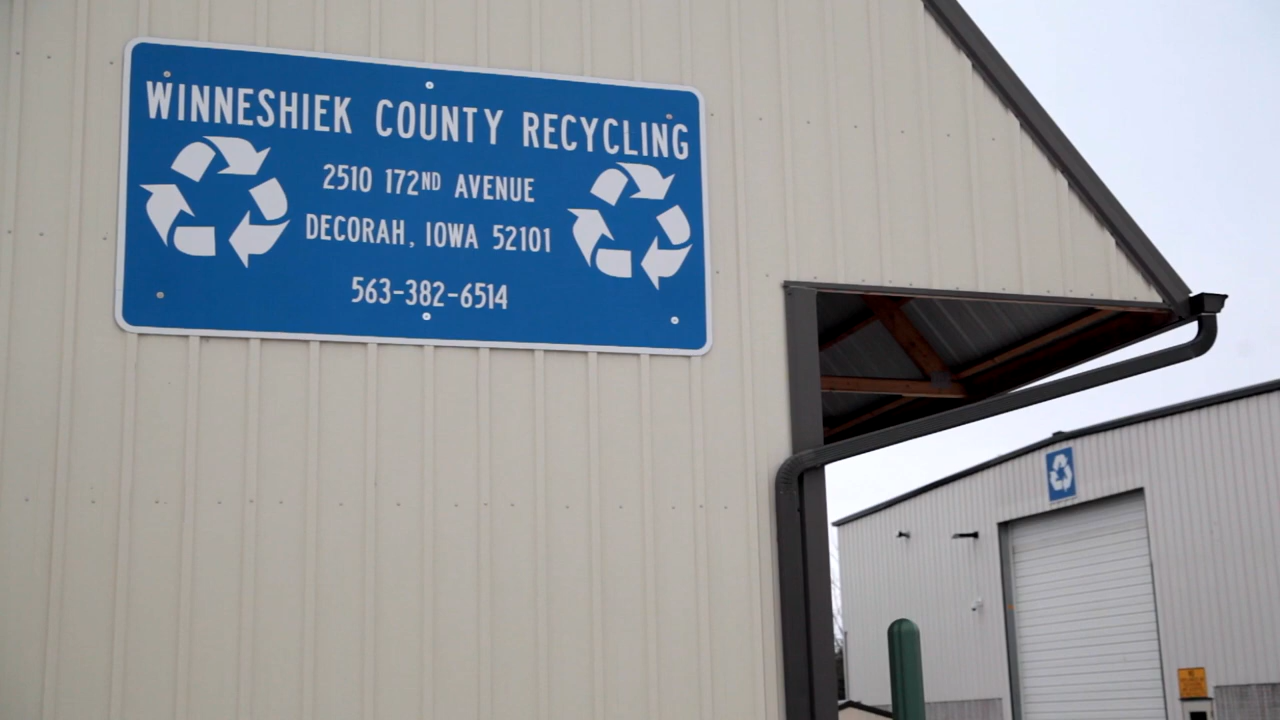 WINNESHIEK COUNTY RECYCLING
2510 172ND AVENUE
DECORAH, IOWA 52101
563-382-6514